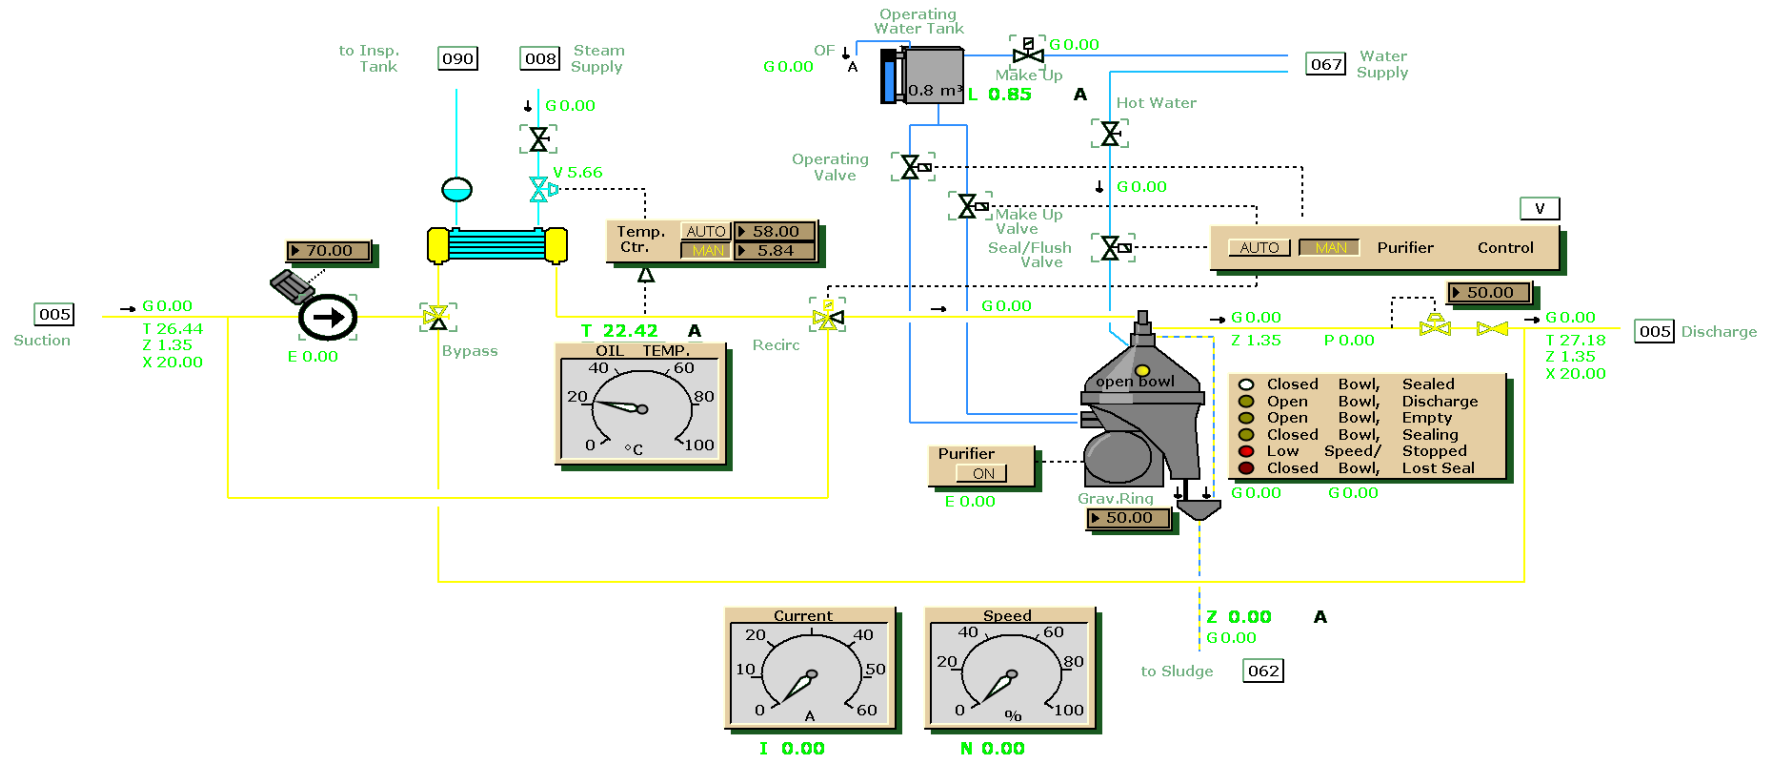 Operating
Water Tank
to Insp.
Tank
090
008
Steam
Supply
OF
A
G 0.00
0.8 m³
G 0.00
Make Up
L 0.85 A
067
Water
Supply
G 0.00
Hot Water
Operating
Valve
V 5.66
G 0.00
Make Up
Valve
Seal/Flush
Valve
V
70.00
Temp.
Ctr.
AUTO
58.00
MAN
5.84
AUTO
MAN
Purifier Control
005
Suction
G 0.00
T 26.44
Z 1.35
X 20.00
E 0.00
Bypass
T 22.42 A
Recirc
G 0.00
50.00
G 0.00
Z 1.35
P 0.00
G 0.00
T 27.18
Z 1.35
X 20.00
005
Discharge
OIL TEMP.
0
20
40
60
80
100
°C
open bowl
Closed Bowl, Sealed
Open Bowl, Discharge
Open Bowl, Empty
Closed Bowl, Sealing
Low Speed/ Stopped
Closed Bowl, Lost Seal
G 0.00 G 0.00
Purifier
ON
E 0.00
Grav.Ring
50.00
Current
0
10
20
40
50
60
A
I 0.00
Speed
0
20
40
60
80
100
%
N 0.00
Z 0.00 A
G 0.00
to Sludge
062